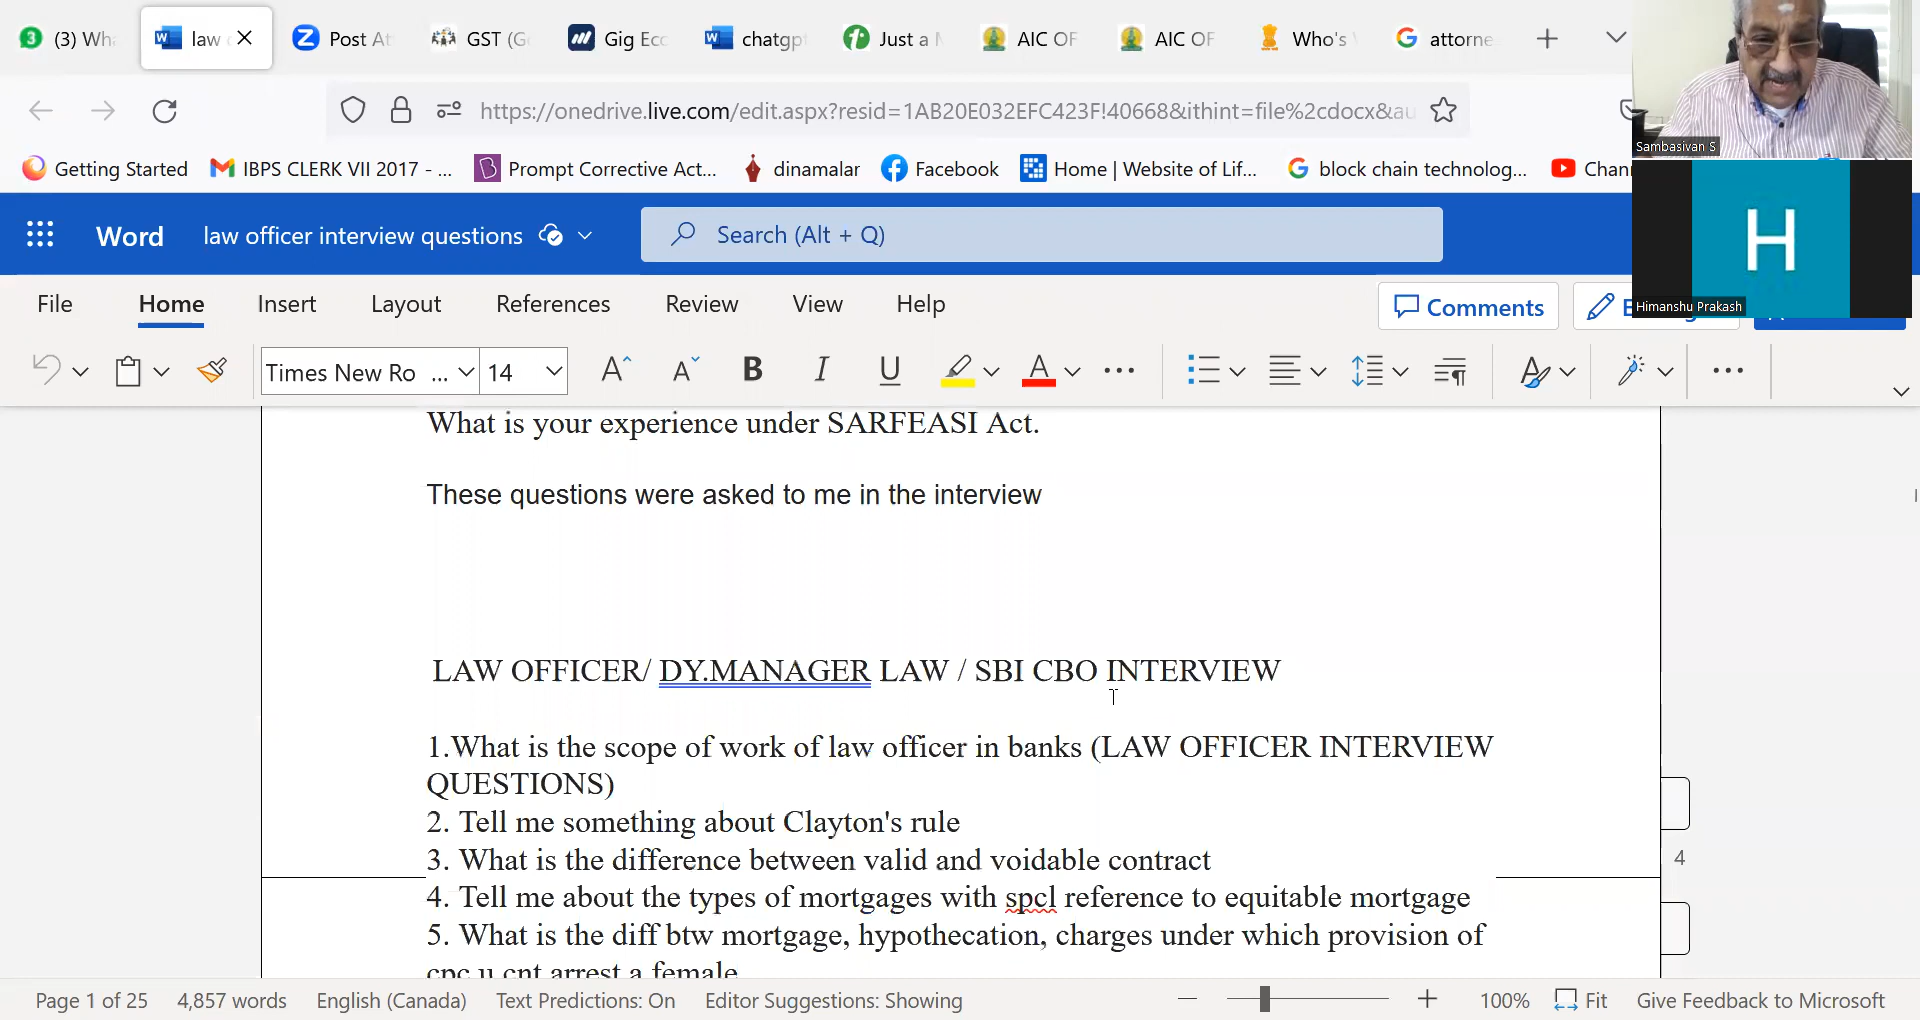 3 (3) Wha
law o
Post At
GST (G
Gig Eco
chatgpt
Just a M
AIC OF
AIC OF
Who's
attorne
https://onedrive.live.com/edit.aspx?resid=1AB20E032EFC423F!40668&ithint=file%2cdocx&au
Getting Started
IBPS CLERK VII 2017 - ...
Prompt Corrective Act...
dinamalar
Facebook
Home | Website of Lif...
block chain technolog...
Chan
Sambasivan S
H
Himanshu Prakash
Word
law officer interview questions
Search (Alt + Q)
File Home Insert Layout References Review View Help
Comments
Times New Ro ... 14
B I U A
What is your experience under SARFEASI Act.
These questions were asked to me in the interview
LAW OFFICER/ DY.MANAGER LAW / SBI CBO INTERVIEW
1.What is the scope of work of law officer in banks (LAW OFFICER INTERVIEW
QUESTIONS)
2. Tell me something about Clayton's rule
3. What is the difference between valid and voidable contract
4. Tell me about the types of mortgages with spcl reference to equitable mortgage
5. What is the diff btw mortgage, hypothecation, charges under which provision of
cpc u cnt arrest a female
4
Page 1 of 25
4,857 words
English (Canada)
Text Predictions: On
Editor Suggestions: Showing
100%
Fit
Give Feedback to Microsoft